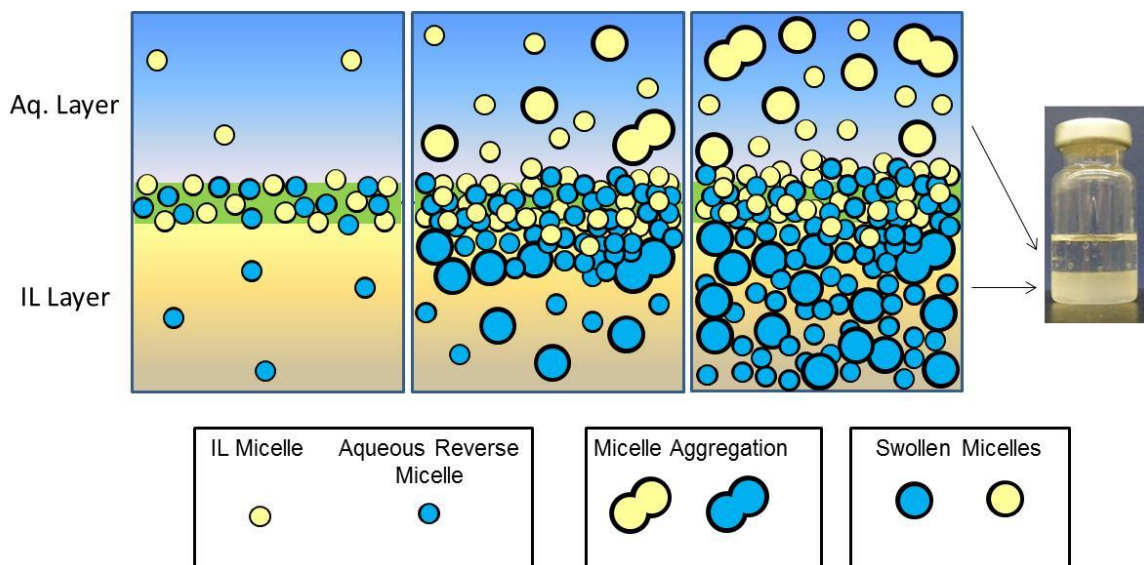 Aq. Layer
IL Layer
IL Micelle
Aqueous Reverse
Micelle
Micelle Aggregation
Swollen Micelles